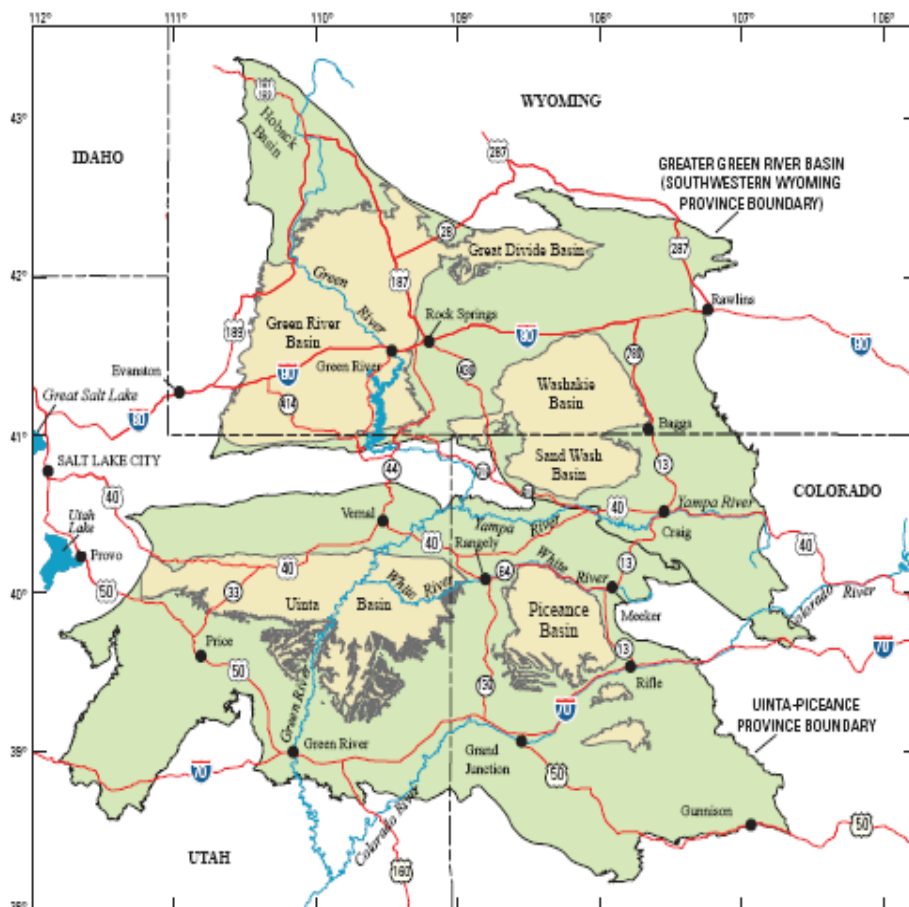 112°
111°
110°
109°
108°
107°
106°
43°
WYOMING
IDAHO
Hoback
Basin
287
GREATER GREEN RIVER BASIN
(SOUTHWESTERN WYOMING
PROVINCE BOUNDARY)
28
287
Great Divide Basin
42°
Green
River
187
189
Rock Springs
Rawlins
Green River
Basin
80
80
Green River
Evanston
80
430
789
Washakie
Basin
414
Great Salt Lake
80
41°
Baggs
SALT LAKE CITY
44
Sand Wash
Basin
13
COLORADO
40
Vernal
Yampa
River
40
Yampa River
Craig
Utah
Lake
Provo
40
40
Rangely
40
50
64
White
River
13
33
White River
40°
Uinta
Basin
Meeker
Colorado
River
Piceance
Basin
Price
13
70
50
Rifle
Green River
139
70
UINTA-PICEANCE
PROVINCE BOUNDARY
39°
Green River
Grand
Junction
70
50
Colorado River
Gunnison
50
UTAH
160
38°